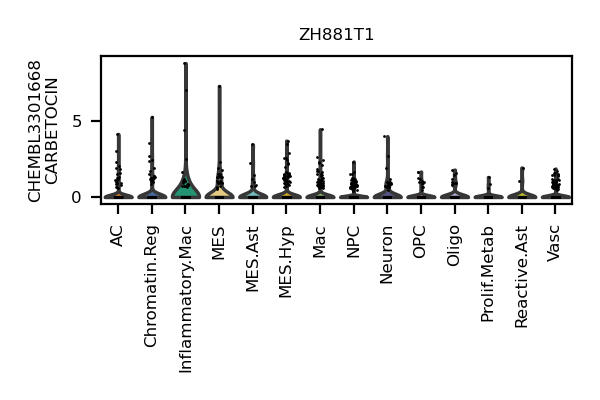 ZH881T1
CHEMBL3301668
CARBETOCIN
5
0
AC
Chromatin.Reg
Inflammatory.Mac
MES
MES.Ast
MES.Hyp
Mac
NPC
Neuron
OPC
Oligo
Prolif.Metab
Reactive.Ast
Vasc